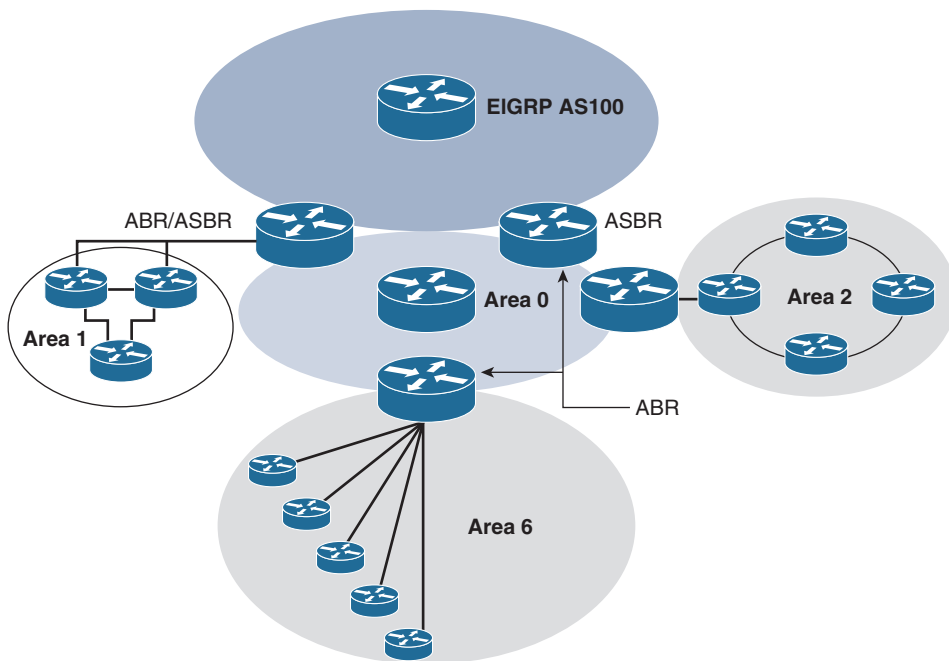 EIGRP AS100
ABR/ASBR
ASBR
Area 0
Area 2
Area 1
ABR
Area 6